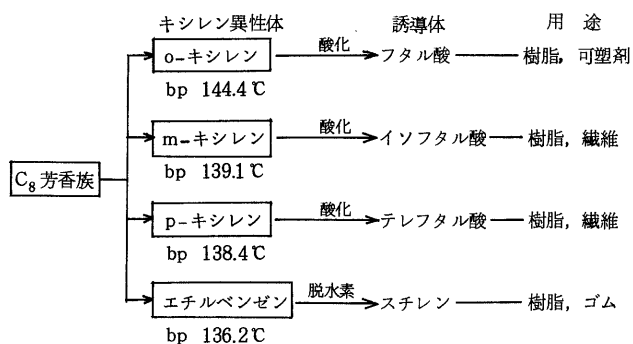 キシレン異性体 誘導体 用途
酸化
o-キシレン フタル酸 樹脂, 可塑剤
bp 144.4℃
酸化
m-キシレン イソフタル酸 樹脂, 繊維
bp 139.1℃
C₈芳香族
酸化
p-キシレン テレフタル酸 樹脂, 繊維
bp 138.4℃
脱水素
エチルベンゼン スチレン 樹脂, ゴム
bp 136.2℃